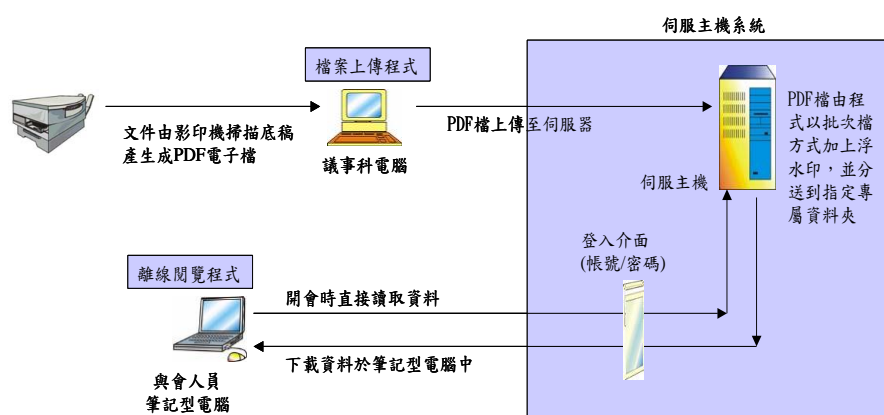 伺服主機系統
檔案上傳程式
文件由影印機掃描底稿
產生成PDF電子檔
議事科電腦
PDF檔上傳至伺服器
PDF檔由程
式以批次檔
方式加上浮
水印，並分
送到指定專
屬資料夾
伺服主機
登入介面
(帳號/密碼)
離線閱覽程式
開會時直接讀取資料
下載資料於筆記型電腦中
與會人員
筆記型電腦